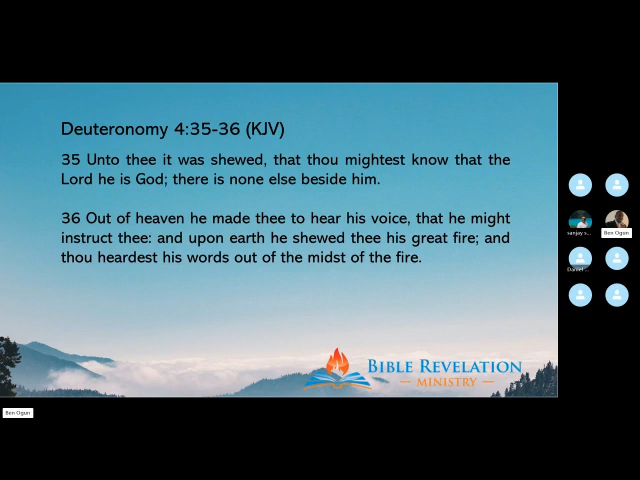 Deuteronomy 4:35-36 (KJV)
35 Unto thee it was shewed, that thou mightest know that the
Lord he is God; there is none else beside him.
36 Out of heaven he made thee to hear his voice, that he might
instruct thee: and upon earth he shewed thee his great fire; and
thou heardest his words out of the midst of the fire.
BIBLE REVELATION
MINISTRY
sanjay s...
Ben Ogun
Daniel ...
Ben Ogun